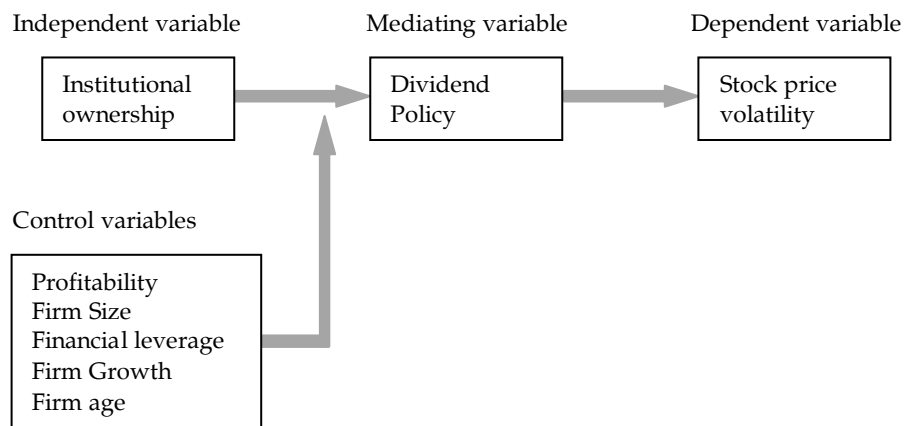 Independent variable
Mediating variable
Dependent variable
Institutional
ownership
Dividend
Policy
Stock price
volatility
Control variables
Profitability
Firm Size
Financial leverage
Firm Growth
Firm age